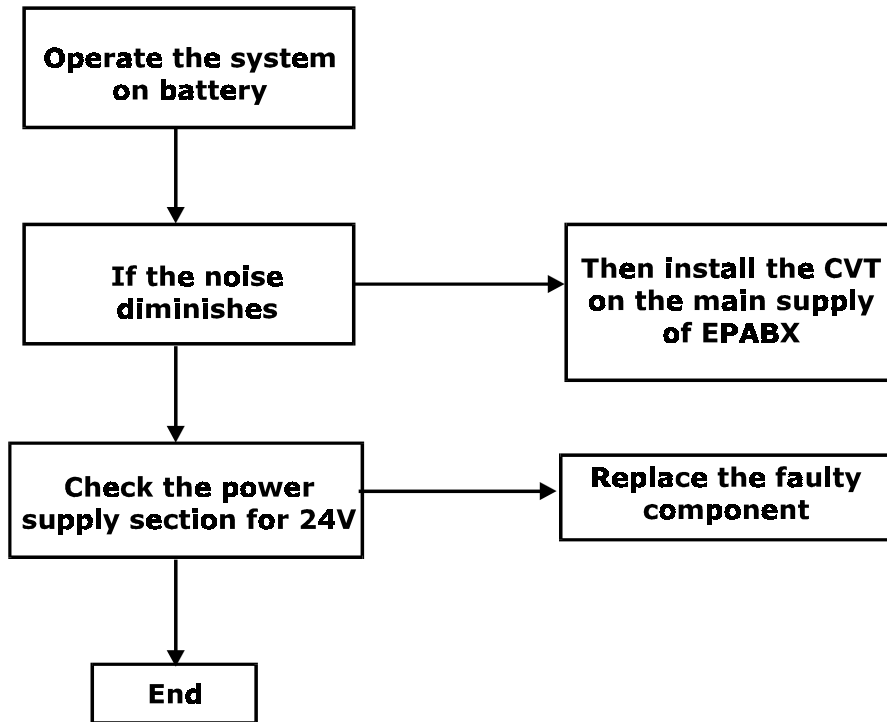 Operate the system
on battery
If the noise
diminishes
Then install the CVT
on the main supply
of EPABX
Check the power
supply section for 24V
Replace the faulty
component
End